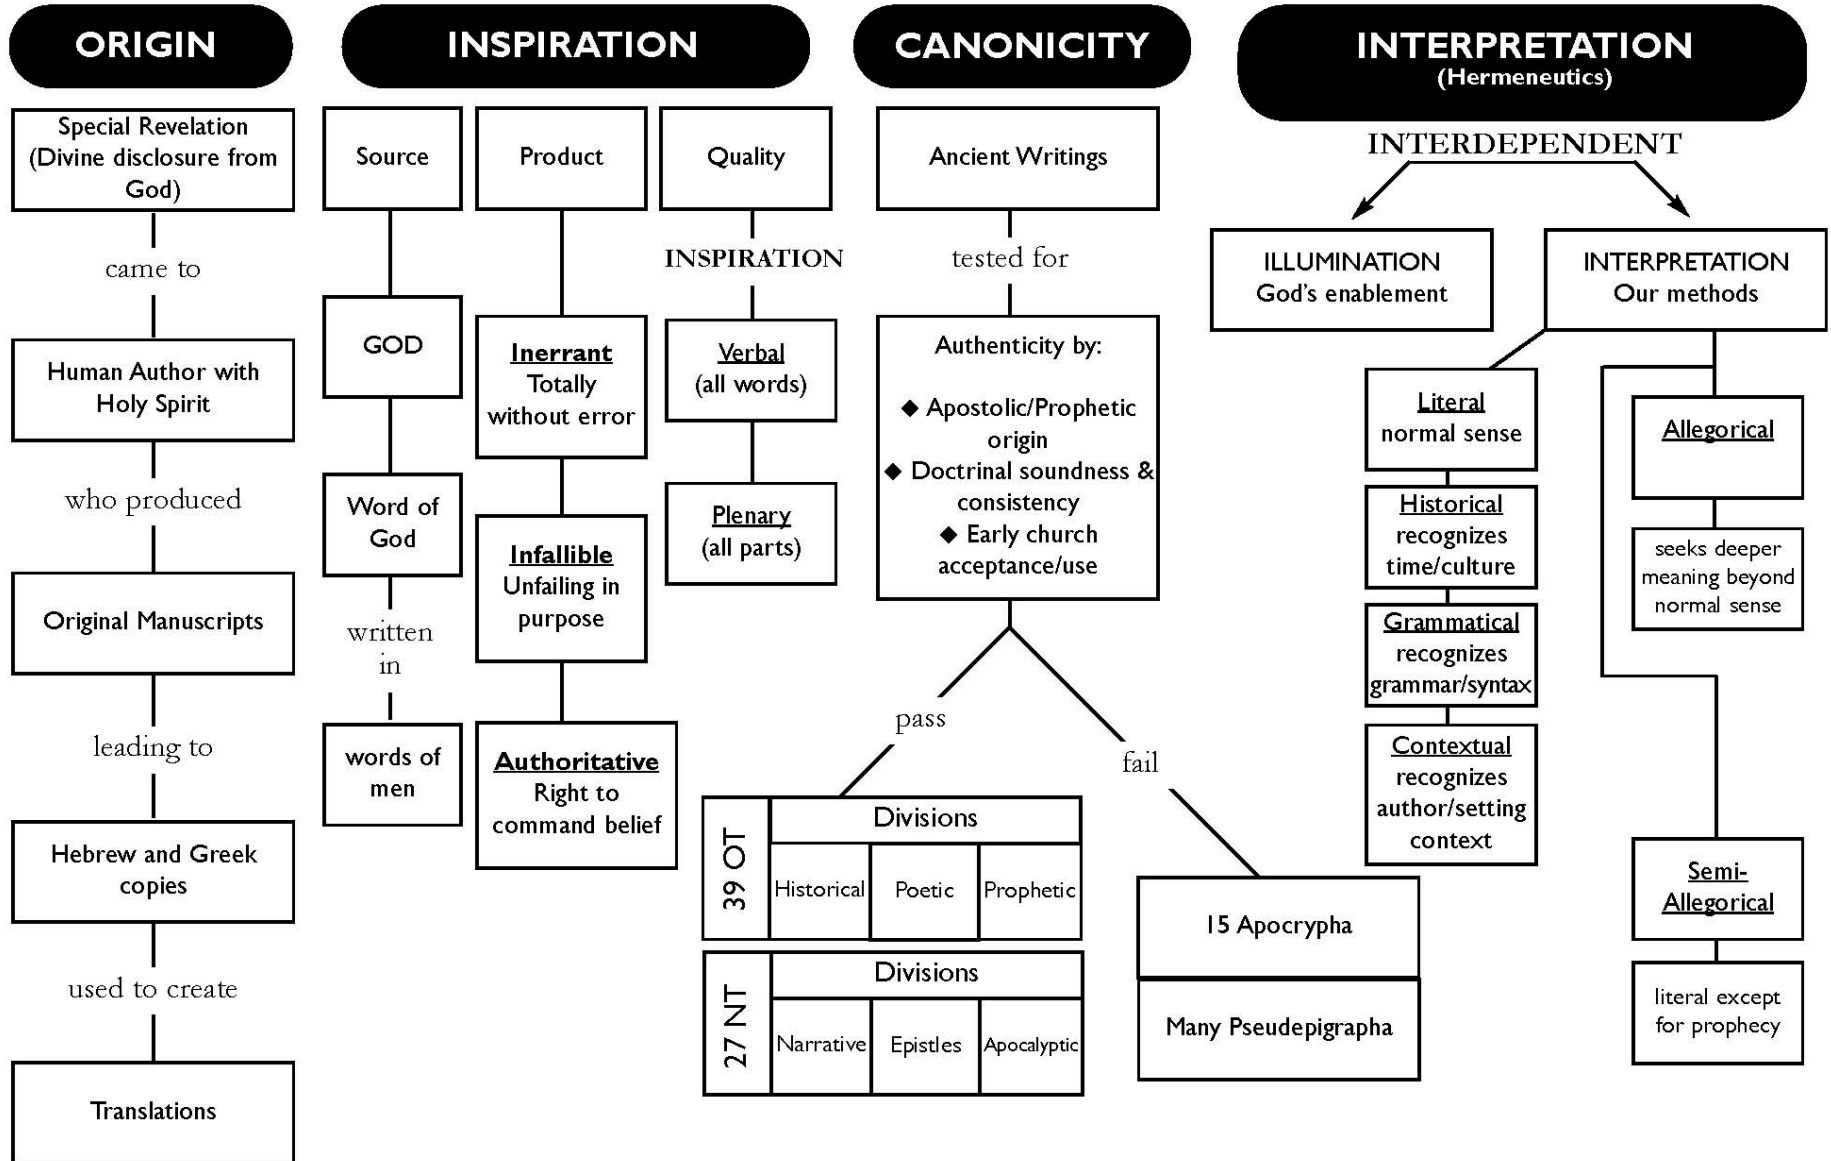 ORIGIN
Special Revelation
(Divine disclosure from
God)
came to
Human Author with
Holy Spirit
who produced
Original Manuscripts
leading to
Hebrew and Greek
copies
used to create
Translations
INSPIRATION
Source
GOD
Word of
God
written
in
words of
men
Product
Inerrant
Totally
without error
Infallible
Unfailing in
purpose
Authoritative
Right to
command belief
Quality
INSPIRATION
Verbal
(all words)
Plenary
(all parts)
CANONICITY
Ancient Writings
tested for
Authenticity by:
◆ Apostolic/Prophetic
origin
◆ Doctrinal soundness &
consistency
◆ Early church
acceptance/use
pass
fail
39 OT
Divisions
Historical
Poetic
Prophetic
27 NT
Divisions
Narrative
Epistles
Apocalyptic
15 Apocrypha
Many Pseudepigrapha
INTERPRETATION
(Hermeneutics)
INTERDEPENDENT
ILLUMINATION
God's enablement
INTERPRETATION
Our methods
Literal
normal sense
Historical
recognizes
time/culture
Grammatical
recognizes
grammar/syntax
Contextual
recognizes
author/setting
context
Allegorical
seeks deeper
meaning beyond
normal sense
Semi-
Allegorical
literal except
for prophecy